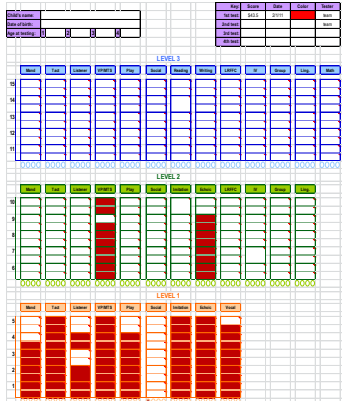 Key Score Date Color Tester
Child's name: 1st test:
Date of birth: 2nd test:
Age at testing: 1 2 3 4 3rd test:
4th test:
LEVEL 3
Mand Tact Listener VP/MTS Play Social Reading Writing LRFFC IV Group Ling. Math
15
14
13
12
11
LEVEL 2
Mand Tact Listener VP/MTS Play Social Imitation Echoic LRFFC IV Group Ling.
10
9
8
7
6
LEVEL 1
Mand Tact Listener VP/MTS Play Social Imitation Echoic Vocal
5
4
3
2
1